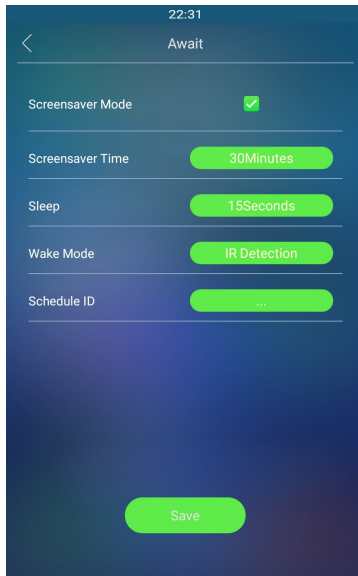 22:31
Await
Screensaver Mode
Screensaver Time 30Minutes
Sleep 15Seconds
Wake Mode IR Detection
Schedule ID ...
Save